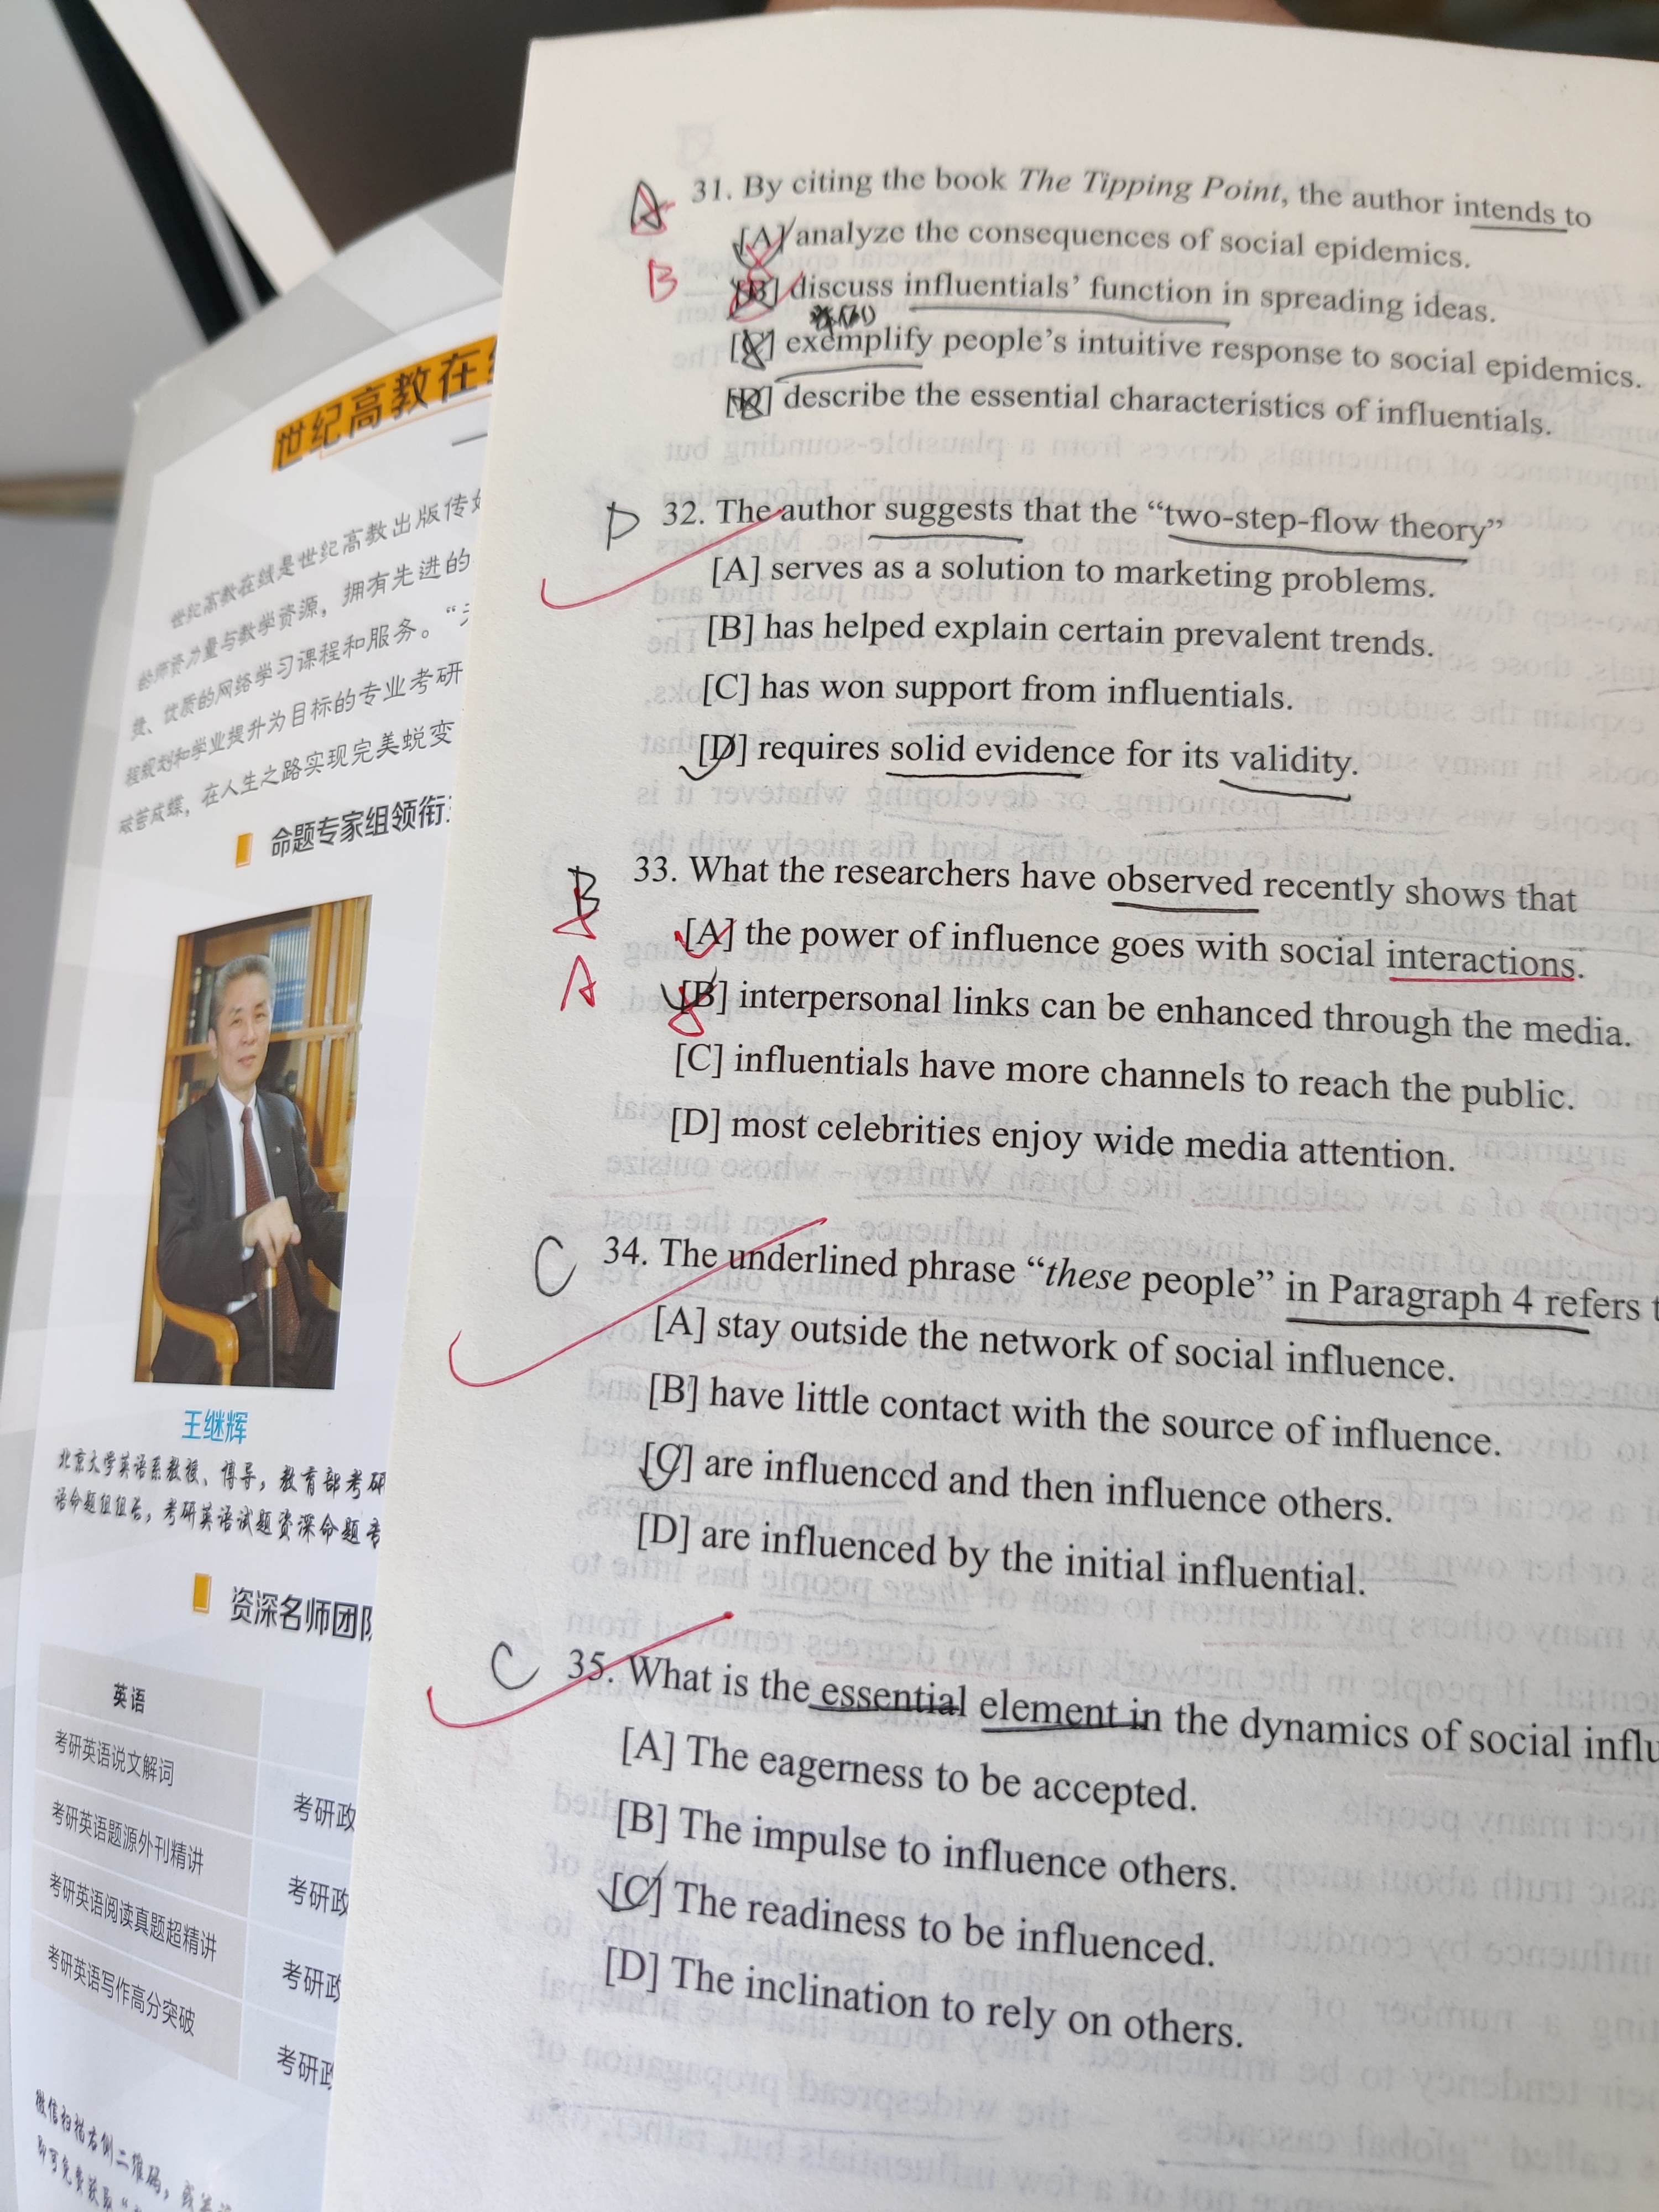 世纪高教在
世纪高教在线是世纪高教出版传
师资力量与教学资源，拥有先进的
、优质的网络学习课程和服务。“
程规划和学业提升为目标的专业考研
破茧成蝶，在人生之路实现完美蜕变
命题专家组领衔
王继辉
北京大学英语系教授、博导，教育部考研
语命题组组长，考研英语试题资深命题专
资深名师团队
英语
考研英语说文解词
考研政
考研英语题源外刊精讲
考研政
考研英语阅读真题超精讲
考研政
考研英语写作高分突破
考研政
微信扫描右侧二维码，或
即可免费获取“
A
B
31. By citing the book The Tipping Point, the author intends to
[A] analyze the consequences of social epidemics.
[B] discuss influentials’ function in spreading ideas.
[C] exemplify people’s intuitive response to social epidemics.
[D] describe the essential characteristics of influentials.
D
32. The author suggests that the “two-step-flow theory”
[A] serves as a solution to marketing problems.
[B] has helped explain certain prevalent trends.
[C] has won support from influentials.
[D] requires solid evidence for its validity.
B
A
33. What the researchers have observed recently shows that
[A] the power of influence goes with social interactions.
[B] interpersonal links can be enhanced through the media.
[C] influentials have more channels to reach the public.
[D] most celebrities enjoy wide media attention.
C
34. The underlined phrase “these people” in Paragraph 4 refers
[A] stay outside the network of social influence.
[B] have little contact with the source of influence.
[C] are influenced and then influence others.
[D] are influenced by the initial influential.
C
35. What is the essential element in the dynamics of social influ
[A] The eagerness to be accepted.
[B] The impulse to influence others.
[C] The readiness to be influenced.
[D] The inclination to rely on others.